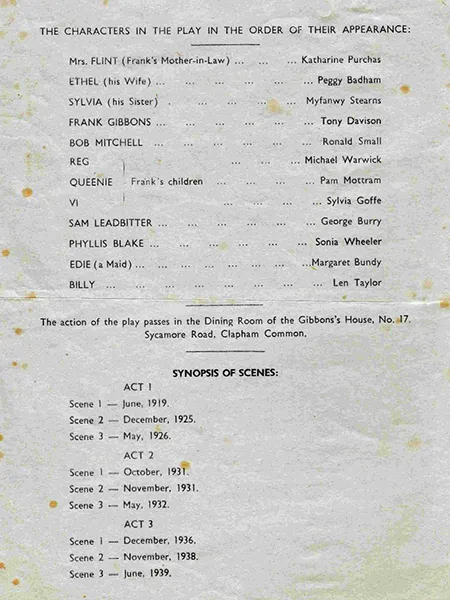 THE CHARACTERS IN THE PLAY IN THE ORDER OF THEIR APPEARANCE:
Mrs. FLINT (Frank's Mother-in-Law) ... ... ... Katharine Purchas
ETHEL (his Wife) . ... ... ... ... ... Peggy Badham
SYLVIA (his Sister) . ... ... ... ... ... Myfanwy Stearns
FRANK GIBBONS ... ... ... ... ... Tony Davison
BOB MITCHELL ... ... ... ... ... Ronald Small
REG ... ... ... Michael Warwick
QUEENIE Frank's children ... ... ... Pam Mottram
VI ... ... ... Sylvia Goffe
SAM LEADBITTER ... ... ... ... ... George Burry
PHYLLIS BLAKE ... ... ... ... ... ... Sonia Wheeler
EDIE (a Maid) ... ... ... ... ... ... ...Margaret Bundy
BILLY ... ... ... ... ... ... ... ... Len Taylor
The action of the play passes in the Dining Room of the Gibbons's House, No. 17.
Sycamore Road, Clapham Common.
SYNOPSIS OF SCENES:
ACT 1
Scene 1 — June, 1919.
Scene 2 — December, 1925.
Scene 3 — May, 1926.
ACT 2
Scene 1 — October, 1931.
Scene 2 — November, 1931.
Scene 3 — May, 1932.
ACT 3
Scene 1 — December, 1936.
Scene 2 — November, 1938.
Scene 3 — June, 1939.